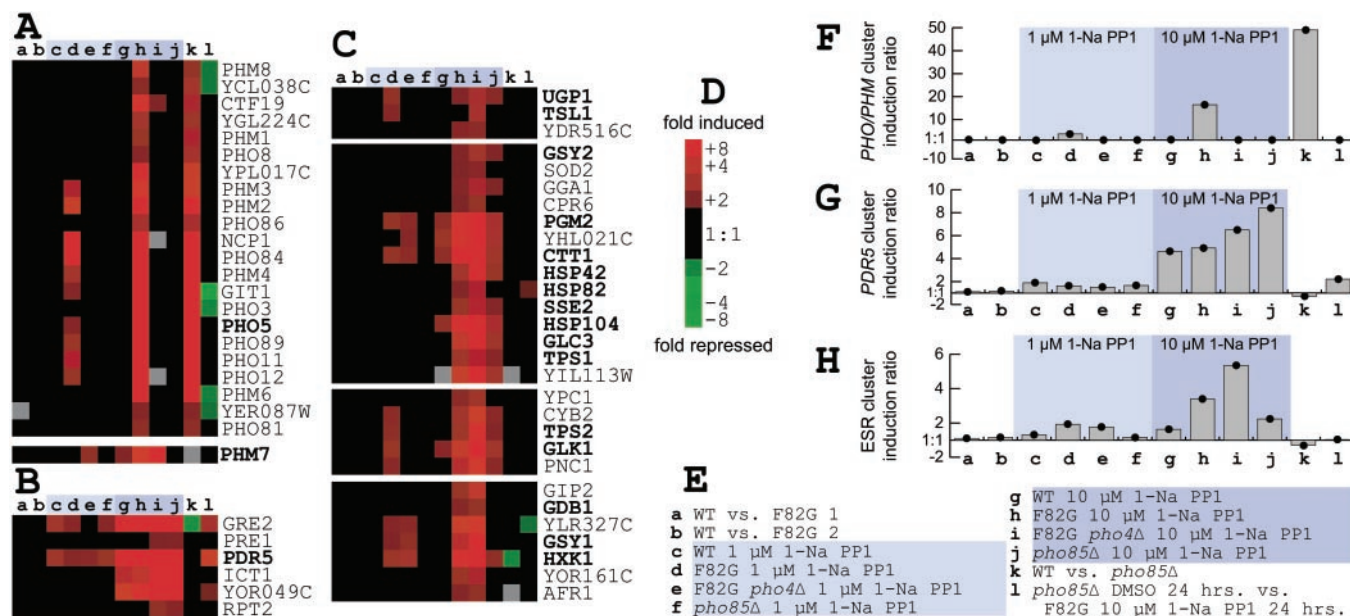 A
a b c d e f g h i j k l
PHM8
YCL038C
CTF19
YGL224C
PHM1
PHO8
YPL017C
PHM3
PHM2
PHO86
NCP1
PHO84
PHM4
GIT1
PHO3
PHO5
PHO89
PHO11
PHO12
PHM6
YER087W
PHO81
PHM7
B
a b c d e f g h i j k l
GRE2
PRE1
PDR5
ICT1
YOR049C
RPT2
C
a b c d e f g h i j k l
UGP1
TSL1
YDR516C
GSY2
SOD2
GGA1
CPR6
PGM2
YHL021C
CTT1
HSP42
HSP82
SSE2
HSP104
GLC3
TPS1
YIL113W
YPC1
CYB2
TPS2
GLK1
PNC1
GIP2
GDB1
YLR327C
GSY1
HXK1
YOR161C
AFR1
D
fold induced
+8
+4
+2
1:1
-2
-4
-8
fold repressed
F
PHO/PHM cluster
induction ratio
50
40
30
20
10
1:1
-10
1 µM 1-Na PP1
10 µM 1-Na PP1
a b c d e f g h i j k l
G
PDR5 cluster
induction ratio
10
8
6
4
2
1:1
-2
1 µM 1-Na PP1
10 µM 1-Na PP1
a b c d e f g h i j k l
H
ESR cluster
induction ratio
6
4
2
1:1
-2
1 µM 1-Na PP1
10 µM 1-Na PP1
a b c d e f g h i j k l
E
a WT vs. F82G 1
b WT vs. F82G 2
c WT 1 µM 1-Na PP1
d F82G 1 µM 1-Na PP1
e F82G pho4Δ 1 µM 1-Na PP1
f pho85Δ 1 µM 1-Na PP1
g WT 10 µM 1-Na PP1
h F82G 10 µM 1-Na PP1
i F82G pho4Δ 10 µM 1-Na PP1
j pho85Δ 10 µM 1-Na PP1
k WT vs. pho85Δ
l pho85Δ DMSO 24 hrs. vs.
F82G 10 µM 1-Na PP1 24 hrs.